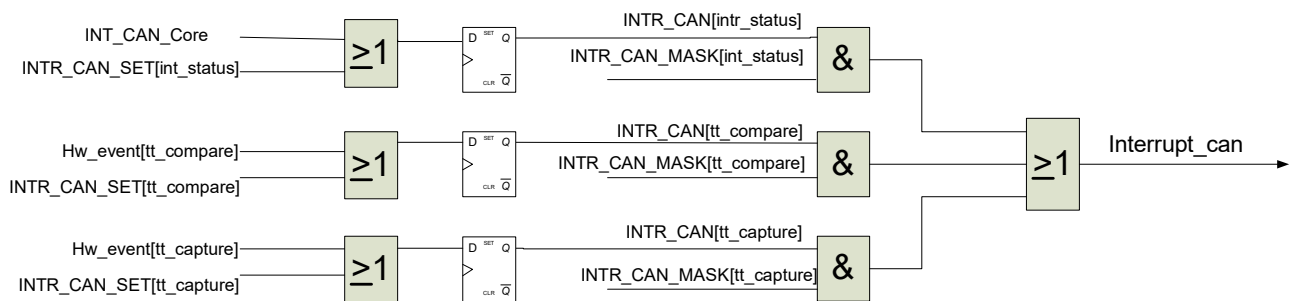 INT_CAN_Core
INTR_CAN_SET[int_status]
≥1
D SET Q
CLR Q
INTR_CAN[intr_status]
INTR_CAN_MASK[int_status]
&
Hw_event[tt_compare]
INTR_CAN_SET[tt_compare]
≥1
D SET Q
CLR Q
INTR_CAN[tt_compare]
INTR_CAN_MASK[tt_compare]
&
≥1
Interrupt_can
Hw_event[tt_capture]
INTR_CAN_SET[tt_capture]
≥1
D SET Q
CLR Q
INTR_CAN[tt_capture]
INTR_CAN_MASK[tt_capture]
&